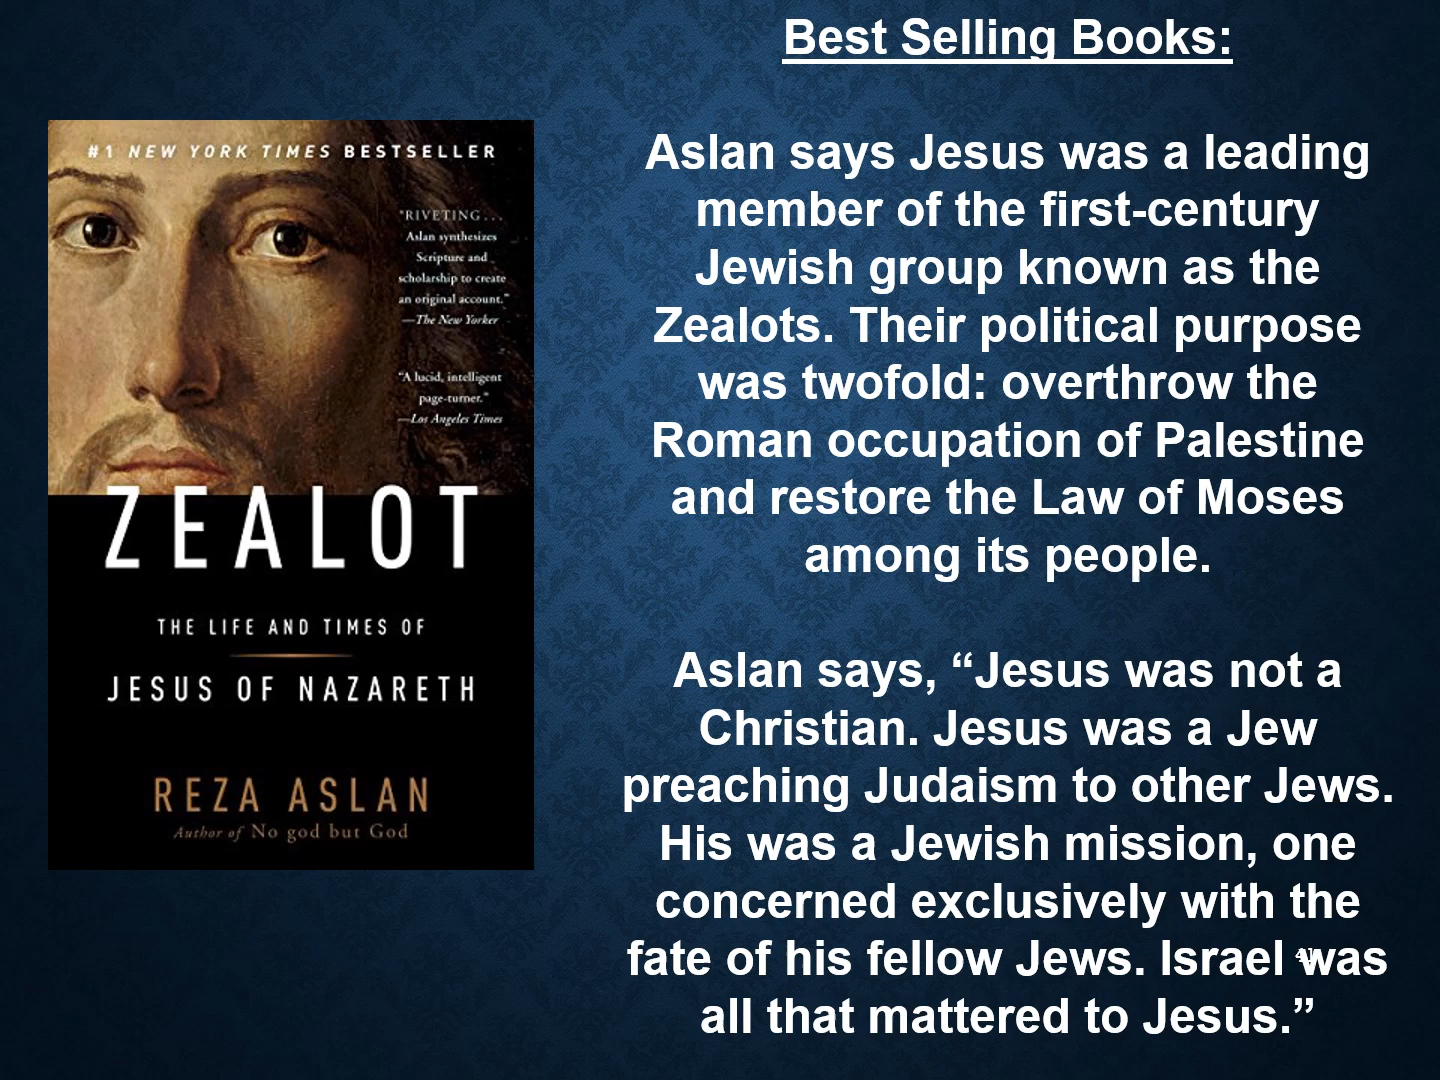 Best Selling Books:
#1 NEW YORK TIMES BESTSELLER
"RIVETING . . .
Aslan synthesizes
Scripture and
scholarship to create
an original account."
—The New Yorker
"A lucid, intelligent
page-turner."
—Los Angeles Times
ZEALOT
THE LIFE AND TIMES OF
JESUS OF NAZARETH
REZA ASLAN
Author of No god but God
Aslan says Jesus was a leading
member of the first-century
Jewish group known as the
Zealots. Their political purpose
was twofold: overthrow the
Roman occupation of Palestine
and restore the Law of Moses
among its people.
Aslan says, “Jesus was not a
Christian. Jesus was a Jew
preaching Judaism to other Jews.
His was a Jewish mission, one
concerned exclusively with the
fate of his fellow Jews. Israel was
all that mattered to Jesus.”